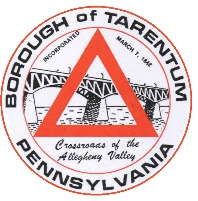 BOROUGH of TARENTUM
INCORPORATED
MARCH 7, 1842
Crossroads of the
Allegheny Valley
PENNSYLVANIA